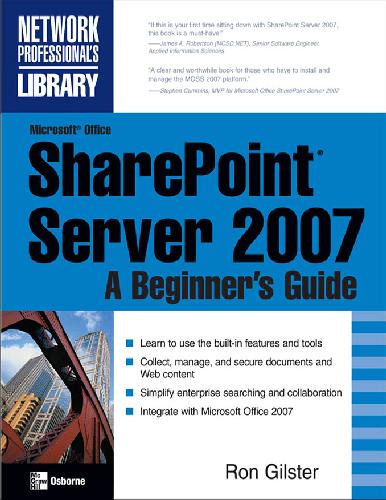 NETWORK
PROFESSIONAL'S
LIBRARY
"If this is your first time sitting down with SharePoint Server 2007,
this book is a must-have!"
—James A. Robertson (MCSD.NET), Senior Software Engineer,
Applied Information Sciences
"A clear and worthwhile book for those who have to install and
manage the MOSS 2007 platform."
—Stephen Cummins, MVP for Microsoft Office SharePoint Server 2007
Microsoft® Office
SharePoint®
Server 2007
A Beginner's Guide
Learn to use the built-in features and tools
Collect, manage, and secure documents and
Web content
Simplify enterprise searching and collaboration
Integrate with Microsoft Office 2007
Mc
Graw
Hill
Osborne
Ron Gilster